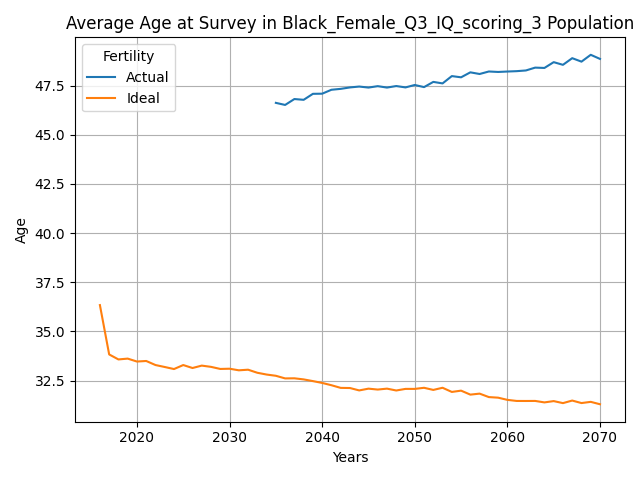 Average Age at Survey in Black_Female_Q3_IQ_scoring_3 Population
Fertility
Actual
Ideal
47.5
45.0
42.5
40.0
37.5
35.0
32.5
Age
2020 2030 2040 2050 2060 2070
Years